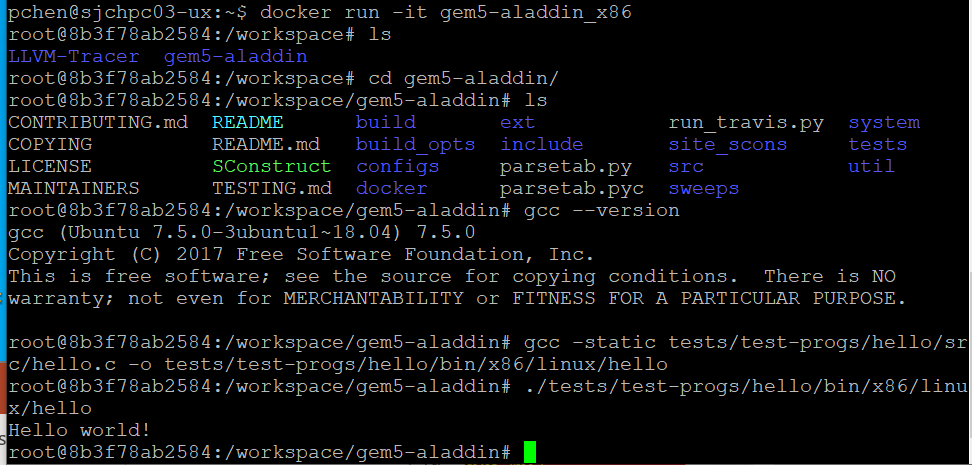 pchen@sjchpc03-ux:~$ docker run -it gem5-aladdin_x86
root@8b3f78ab2584:/workspace# ls
LLVM-Tracer  gem5-aladdin
root@8b3f78ab2584:/workspace# cd gem5-aladdin/
root@8b3f78ab2584:/workspace/gem5-aladdin# ls
CONTRIBUTING.md  README      build       ext          run_travis.py  system
COPYING          README.md   build_opts  include      site_scons     tests
LICENSE          SConstruct  configs     parsetab.py  src            util
MAINTAINERS      TESTING.md  docker      parsetab.pyc sweeps
root@8b3f78ab2584:/workspace/gem5-aladdin# gcc --version
gcc (Ubuntu 7.5.0-3ubuntu1~18.04) 7.5.0
Copyright (C) 2017 Free Software Foundation, Inc.
This is free software; see the source for copying conditions.  There is NO
warranty; not even for MERCHANTABILITY or FITNESS FOR A PARTICULAR PURPOSE.
root@8b3f78ab2584:/workspace/gem5-aladdin# gcc -static tests/test-progs/hello/sr
c/hello.c -o tests/test-progs/hello/bin/x86/linux/hello
root@8b3f78ab2584:/workspace/gem5-aladdin# ./tests/test-progs/hello/bin/x86/linu
x/hello
Hello world!
root@8b3f78ab2584:/workspace/gem5-aladdin#